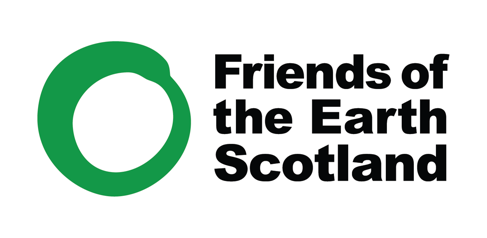 Friends of
the Earth
Scotland